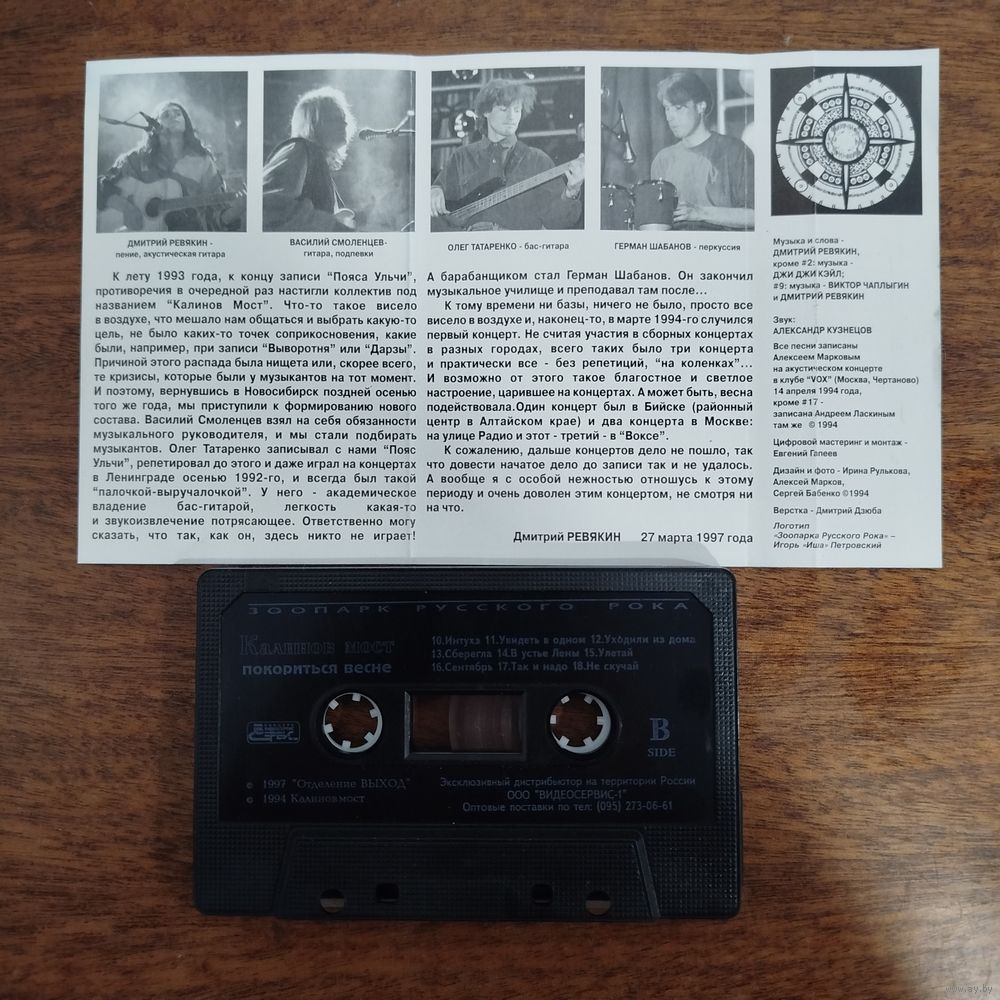 ДМИТРИЙ РЕВЯКИН -
пение, акустическая гитара
ВАСИЛИЙ СМОЛЕНЦЕВ-
гитара, подпевки
ОЛЕГ ТАТАРЕНКО - бас-гитара
ГЕРМАН ШАБАНОВ - перкуссия
К лету 1993 года, к концу записи "Пояса Ульчи",
противоречия в очередной раз настигли коллектив под
названием "Калинов Мост". Что-то такое висело
в воздухе, что мешало нам общаться и выбрать какую-то
цель, не было каких-то точек соприкосновения, какие
были, например, при записи "Выворотня" или "Дарзы".
Причиной этого распада была нищета или, скорее всего,
те кризисы, которые были у музыкантов на тот момент.
И поэтому, вернувшись в Новосибирск поздней осенью
того же года, мы приступили к формированию нового
состава. Василий Смоленцев взял на себя обязанности
музыкального руководителя, и мы стали подбирать
музыкантов. Олег Татаренко записывал с нами "Пояс
Ульчи", репетировал до этого и даже играл на концертах
в Ленинграде осенью 1992-го, и всегда был такой
"палочкой-выручалочкой". У него - академическое
владение бас-гитарой, легкость какая-то
и звукоизвлечение потрясающее. Ответственно могу
сказать, что так, как он, здесь никто не играет!
А барабанщиком стал Герман Шабанов. Он закончил
музыкальное училище и преподавал там после...
К тому времени ни базы, ничего не было, просто все
висело в воздухе и, наконец-то, в марте 1994-го случился
первый концерт. Не считая участия в сборных концертах
в разных городах, всего таких было три концерта
и практически все - без репетиций, "на коленках"...
И возможно от этого такое благостное и светлое
настроение, царившее на концертах. А может быть, весна
подействовала.Один концерт был в Бийске (районный
центр в Алтайском крае) и два концерта в Москве:
на улице Радио и этот - третий - в "Воксе".
К сожалению, дальше концертов дело не пошло, так
что довести начатое дело до записи так и не удалось.
А вообще я с особой нежностью отношусь к этому
периоду и очень доволен этим концертом, не смотря ни
на что.
Дмитрий РЕВЯКИН 27 марта 1997 года
Музыка и слова -
ДМИТРИЙ РЕВЯКИН,
кроме #2: музыка -
ДЖИ ДЖИ КЭЙЛ;
#9: музыка - ВИКТОР ЧАПЛЫГИН
и ДМИТРИЙ РЕВЯКИН
Звук:
АЛЕКСАНДР КУЗНЕЦОВ
Все песни записаны
Алексеем Марковым
на акустическом концерте
в клубе "VOX" (Москва, Чертаново)
14 апреля 1994 года,
кроме #17 -
записана Андреем Ласкиным
там же © 1994
Цифровой мастеринг и монтаж -
Евгений Гапеев
Дизайн и фото - Ирина Рулькова,
Алексей Марков,
Сергей Бабенко ©1994
Верстка - Дмитрий Дзюба
Логотип
«Зоопарка Русского Рока» –
Игорь «Иша» Петровский
ЗООПАРК РУССКОГО РОКА
Калинов мост
покориться весне
10.Интуха 11.Увидеть в одном 12.Уходили из дома
13.Сберегла 14.В устье Лены 15.Улетай
16.Сентябрь 17.Так и надо 18.Не скучай
B
SIDE
© 1997 "Отделение ВЫХОД"
© 1994 Калинов мост
Эксклюзивный дистрибьютор на территории России
ООО "ВИДЕОСЕРВИС-1"
Оптовые поставки по тел: (095) 273-06-61
www.ay.by